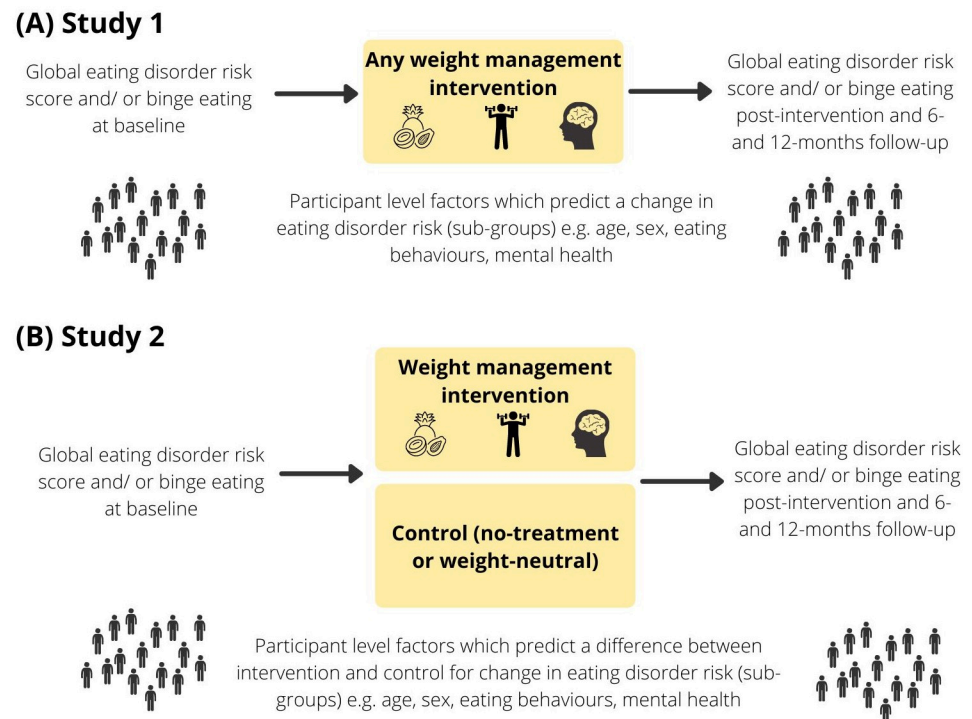 (A) Study 1
Global eating disorder risk
score and/ or binge eating
at baseline
Any weight management
intervention
Global eating disorder risk
score and/ or binge eating
post-intervention and 6-
and 12-months follow-up
Participant level factors which predict a change in
eating disorder risk (sub-groups) e.g. age, sex, eating
behaviours, mental health
(B) Study 2
Global eating disorder risk
score and/ or binge eating
at baseline
Weight management
intervention
Control (no-treatment
or weight-neutral)
Global eating disorder risk
score and/ or binge eating
post-intervention and 6-
and 12-months follow-up
Participant level factors which predict a difference between
intervention and control for change in eating disorder risk (sub-
groups) e.g. age, sex, eating behaviours, mental health